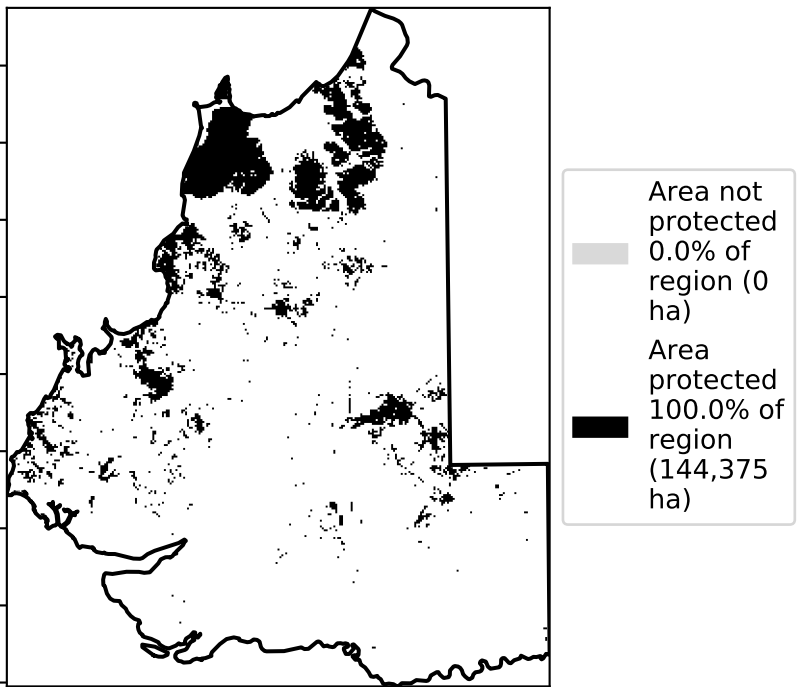 Area not
protected
0.0% of
region (0
ha)
Area
protected
100.0% of
region
(144,375
ha)